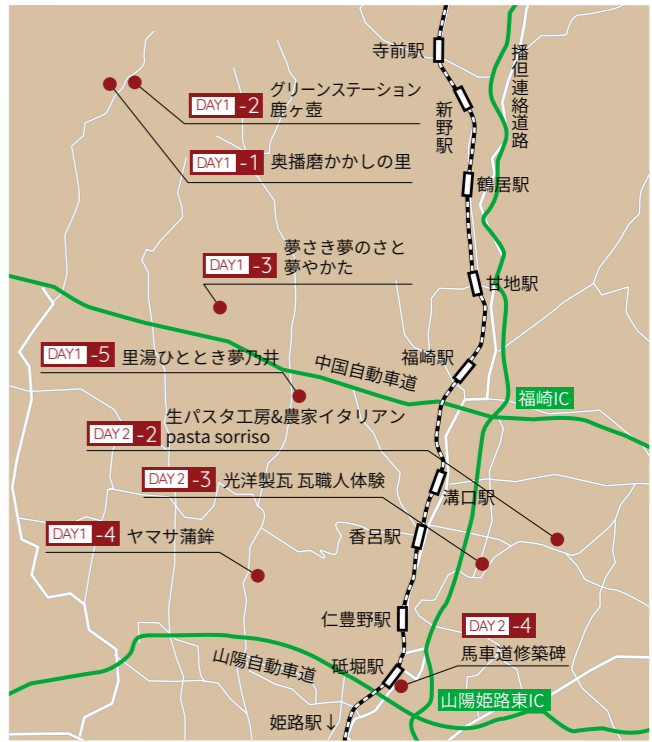 寺前駅
播但連絡道路
DAY1 -2 グリーンステーション
鹿ヶ壺
新野駅
DAY1 -1 奥播磨かかしの里
鶴居駅
DAY1 -3 夢さき夢のさと
夢やかた
甘地駅
DAY1 -5 里湯ひととき夢乃井
中国自動車道
福崎駅
福崎IC
DAY2 -2 生パスタ工房&農家イタリアン
pasta sorriso
DAY2 -3 光洋製瓦 瓦職人体験
溝口駅
DAY1 -4 ヤマサ蒲鉾
香呂駅
仁豊野駅
DAY2 -4
馬車道修築碑
山陽自動車道
砥堀駅
山陽姫路東IC
姫路駅↓